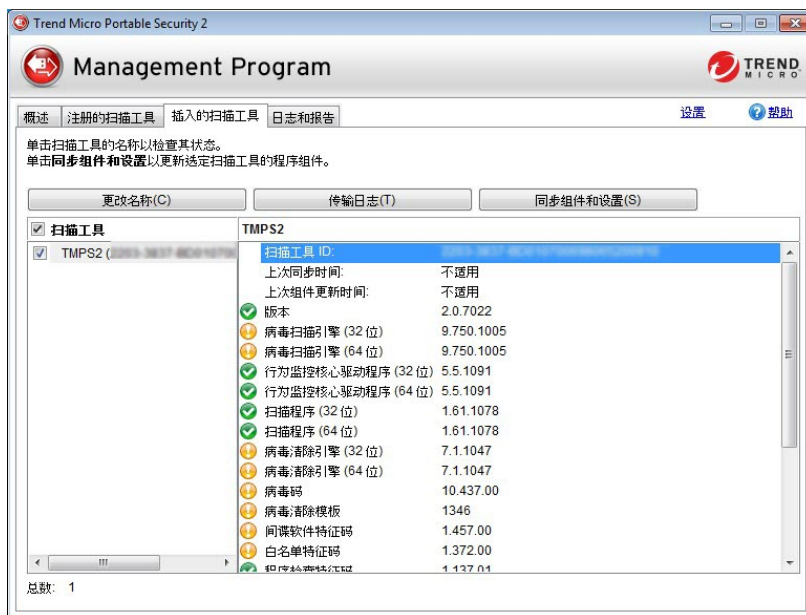 Trend Micro Portable Security 2
Management Program
TREND MICRO
概述 注册的扫描工具 插入的扫描工具 日志和报告 设置 帮助
单击扫描工具的名称以检查其状态。
单击同步组件和设置以更新选定扫描工具的程序组件。
更改名称(C) 传输日志(T) 同步组件和设置(S)
扫描工具 TMPS2
TMPS2 (
扫描工具 ID:
上次同步时间: 不适用
上次组件更新时间: 不适用
版本 2.0.7022
病毒扫描引擎 (32 位) 9.750.1005
病毒扫描引擎 (64 位) 9.750.1005
行为监控核心驱动程序 (32 位) 5.5.1091
行为监控核心驱动程序 (64 位) 5.5.1091
扫描程序 (32 位) 1.61.1078
扫描程序 (64 位) 1.61.1078
病毒清除引擎 (32 位) 7.1.1047
病毒清除引擎 (64 位) 7.1.1047
病毒码 10.437.00
病毒清除模板 1346
间谍软件特征码 1.457.00
白名单特征码 1.372.00
程序检查特征码 1.137.01
总数: 1